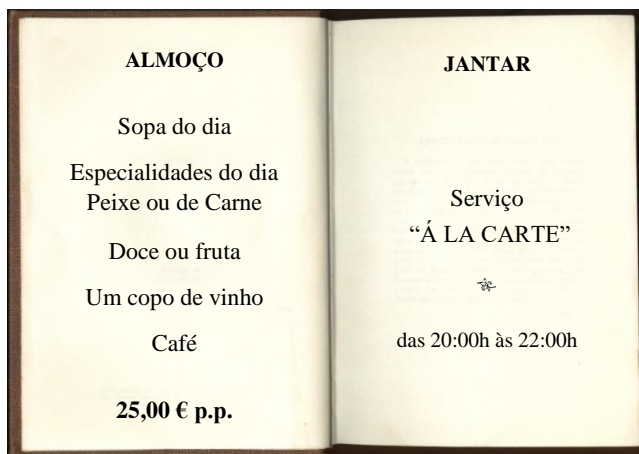 ALMOÇO
Sopa do dia
Especialidades do dia
Peixe ou de Carne
Doce ou fruta
Um copo de vinho
Café
25,00 € p.p.
JANTAR
Serviço
“Á LA CARTE”
das 20:00h às 22:00h